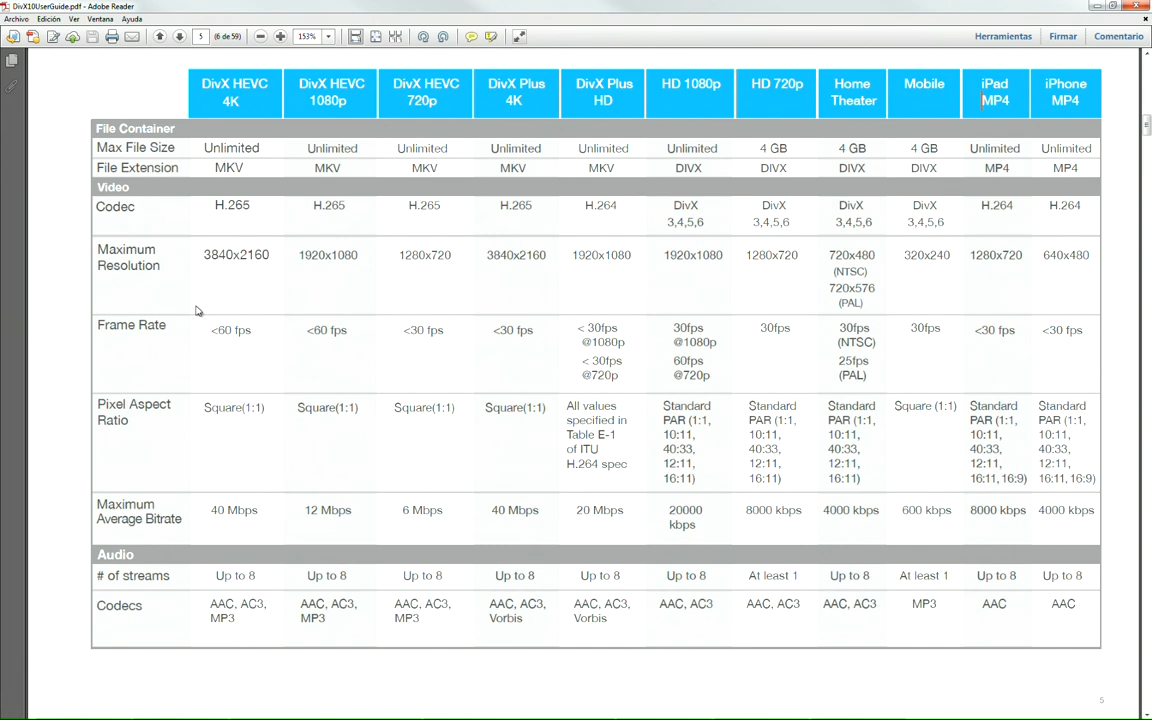 DivX10UserGuide.pdf - Adobe Reader
Archivo Edición Ver Ventana Ayuda
5 (6 de 59) 153% Herramientas Firmar Comentario
DivX HEVC 4K DivX HEVC 1080p DivX HEVC 720p DivX Plus 4K DivX Plus HD HD 1080p HD 720p Home Theater Mobile iPad MP4 iPhone MP4
File Container
Max File Size Unlimited Unlimited Unlimited Unlimited Unlimited Unlimited 4 GB 4 GB 4 GB Unlimited Unlimited
File Extension MKV MKV MKV MKV MKV DIVX DIVX DIVX DIVX MP4 MP4
Video
Codec H.265 H.265 H.265 H.265 H.264 DivX 3,4,5,6 DivX 3,4,5,6 DivX 3,4,5,6 DivX 3,4,5,6 H.264 H.264
Maximum Resolution 3840x2160 1920x1080 1280x720 3840x2160 1920x1080 1920x1080 1280x720 720x480 (NTSC) 720x576 (PAL) 320x240 1280x720 640x480
Frame Rate <60 fps <60 fps <30 fps <30 fps < 30fps @1080p < 30fps @720p 30fps @1080p 60fps @720p 30fps 30fps (NTSC) 25fps (PAL) 30fps <30 fps <30 fps
Pixel Aspect Ratio Square(1:1) Square(1:1) Square(1:1) Square(1:1) All values specified in Table E-1 of ITU H.264 spec Standard PAR (1:1, 10:11, 40:33, 12:11, 16:11) Standard PAR (1:1, 10:11, 40:33, 12:11, 16:11) Standard PAR (1:1, 10:11, 40:33, 12:11, 16:11) Square (1:1) Standard PAR (1:1, 10:11, 40:33, 12:11, 16:11, 16:9) Standard PAR (1:1, 10:11, 40:33, 12:11, 16:11, 16:9)
Maximum Average Bitrate 40 Mbps 12 Mbps 6 Mbps 40 Mbps 20 Mbps 20000 kbps 8000 kbps 4000 kbps 600 kbps 8000 kbps 4000 kbps
Audio
# of streams Up to 8 Up to 8 Up to 8 Up to 8 Up to 8 Up to 8 At least 1 Up to 8 At least 1 Up to 8 Up to 8
Codecs AAC, AC3, MP3 AAC, AC3, MP3 AAC, AC3, MP3 AAC, AC3, Vorbis AAC, AC3, Vorbis AAC, AC3 AAC, AC3 AAC, AC3 MP3 AAC AAC
5